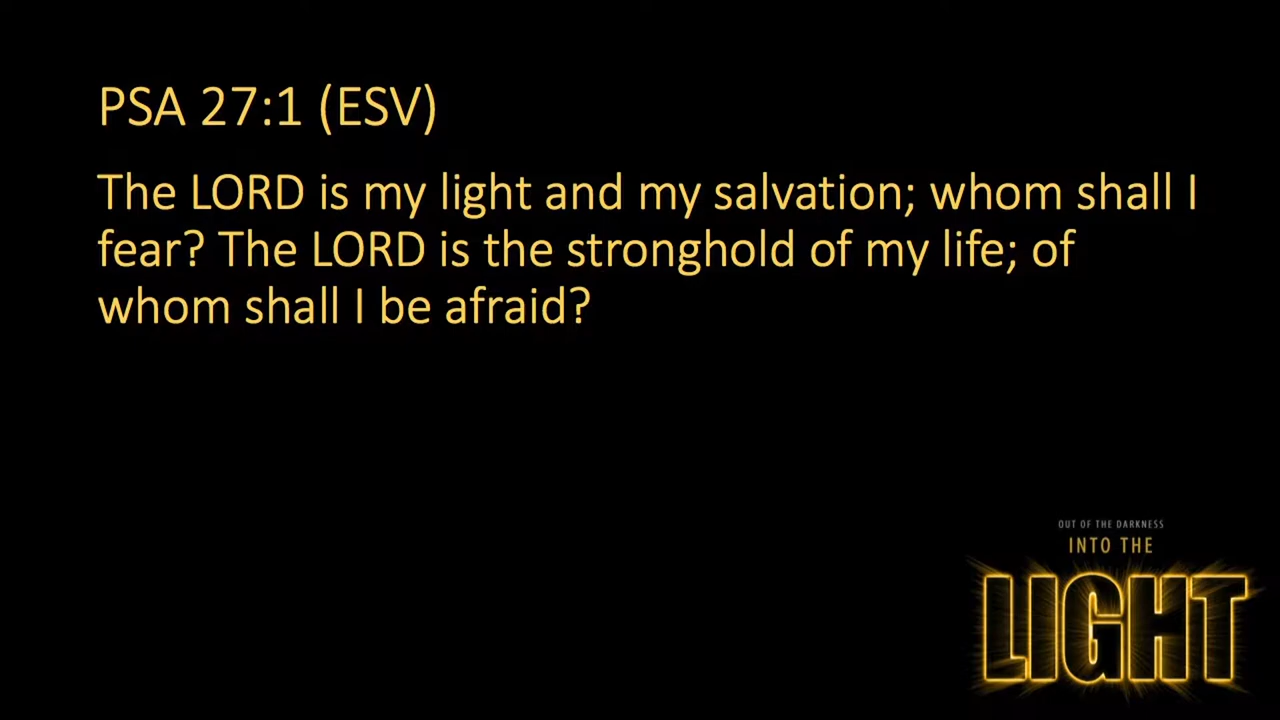 PSA 27:1 (ESV)
The LORD is my light and my salvation; whom shall I
fear? The LORD is the stronghold of my life; of
whom shall I be afraid?
OUT OF THE DARKNESS
INTO THE
LIGHT